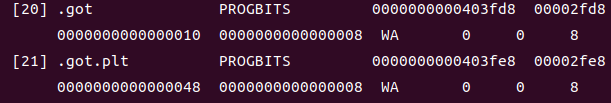 [20] .got PROGBITS 0000000000403fd8 00002fd8
0000000000000010 0000000000000008 WA 0 0 8
[21] .got.plt PROGBITS 0000000000403fe8 00002fe8
0000000000000048 0000000000000008 WA 0 0 8